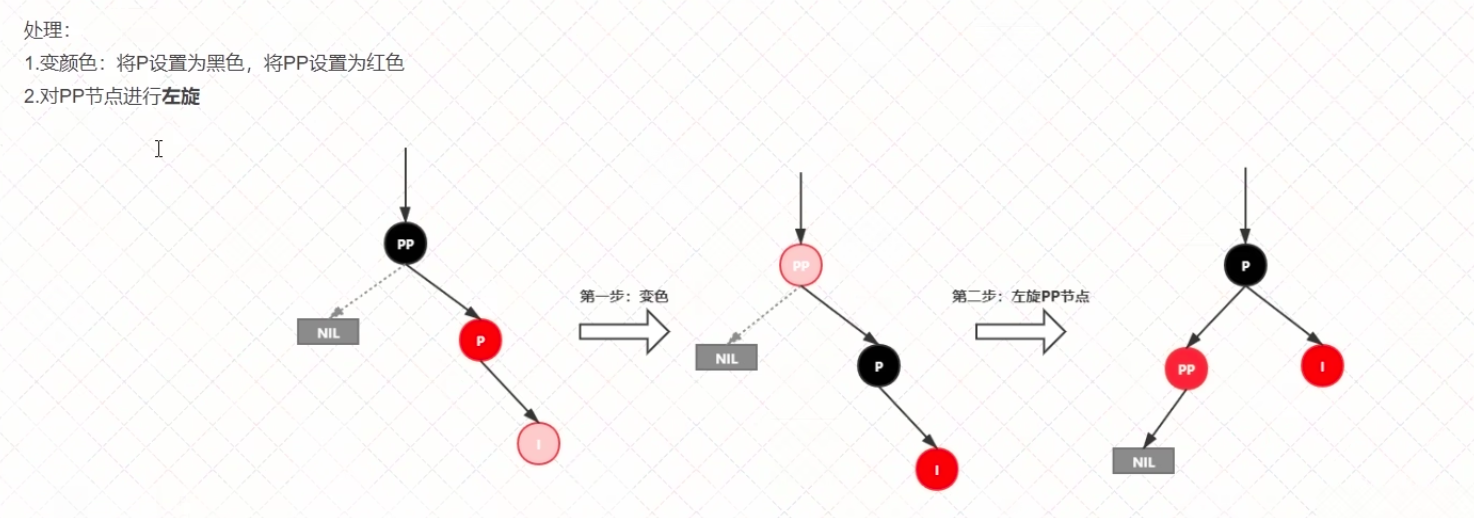 处理：
1.变颜色：将P设置为黑色，将PP设置为红色
2.对PP节点进行左旋
PP
NIL
P
I
第一步：变色
PP
NIL
P
I
第二步：左旋PP节点
P
PP
I
NIL